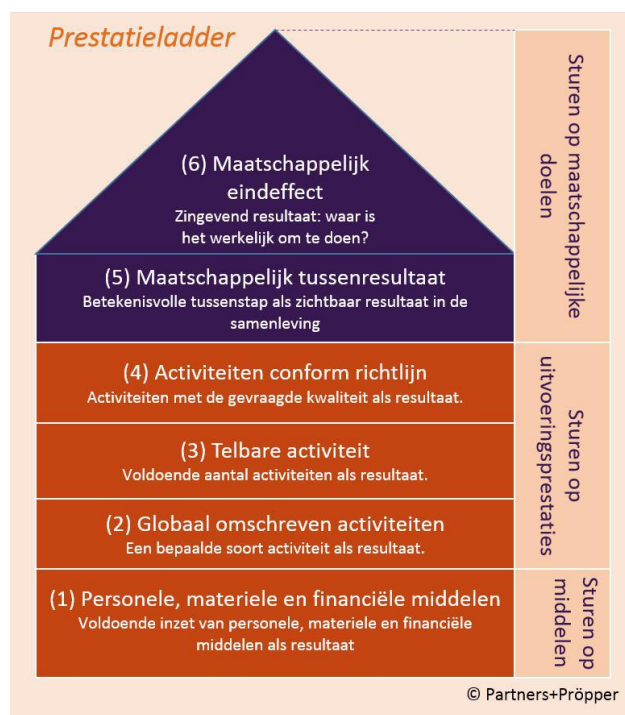 Prestatieladder
(6) Maatschappelijk
eindeffect
Zingevend resultaat: waar is
het werkelijk om te doen?
(5) Maatschappelijk tussenresultaat
Betekenisvolle tussenstap als zichtbaar resultaat in de
samenleving
Sturen op maatschappelijke
doelen
(4) Activiteiten conform richtlijn
Activiteiten met de gevraagde kwaliteit als resultaat.
(3) Telbare activiteit
Voldoende aantal activiteiten als resultaat.
(2) Globaal omschreven activiteiten
Een bepaalde soort activiteit als resultaat.
Sturen op
uitvoeringsprestaties
(1) Personele, materiele en financiële middelen
Voldoende inzet van personele, materiele en financiële
middelen als resultaat
Sturen op
middelen
© Partners+Pröpper